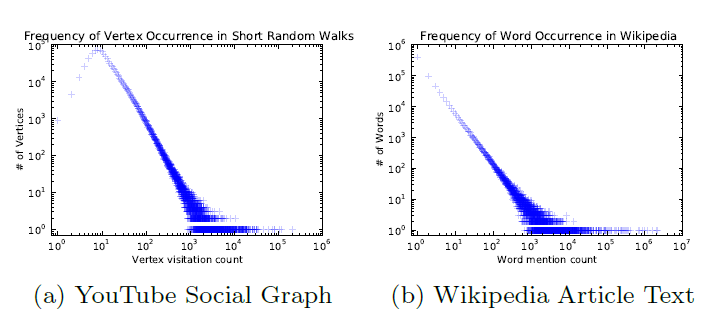 Frequency of Vertex Occurrence in Short Random Walks
10^5
10^4
10^3
10^2
10^1
10^0
# of Vertices
10^0 10^1 10^2 10^3 10^4 10^5 10^6
Vertex visitation count
(a) YouTube Social Graph
Frequency of Word Occurrence in Wikipedia
10^6
10^5
10^4
10^3
10^2
10^1
10^0
# of Words
10^0 10^1 10^2 10^3 10^4 10^5 10^6 10^7
Word mention count
(b) Wikipedia Article Text